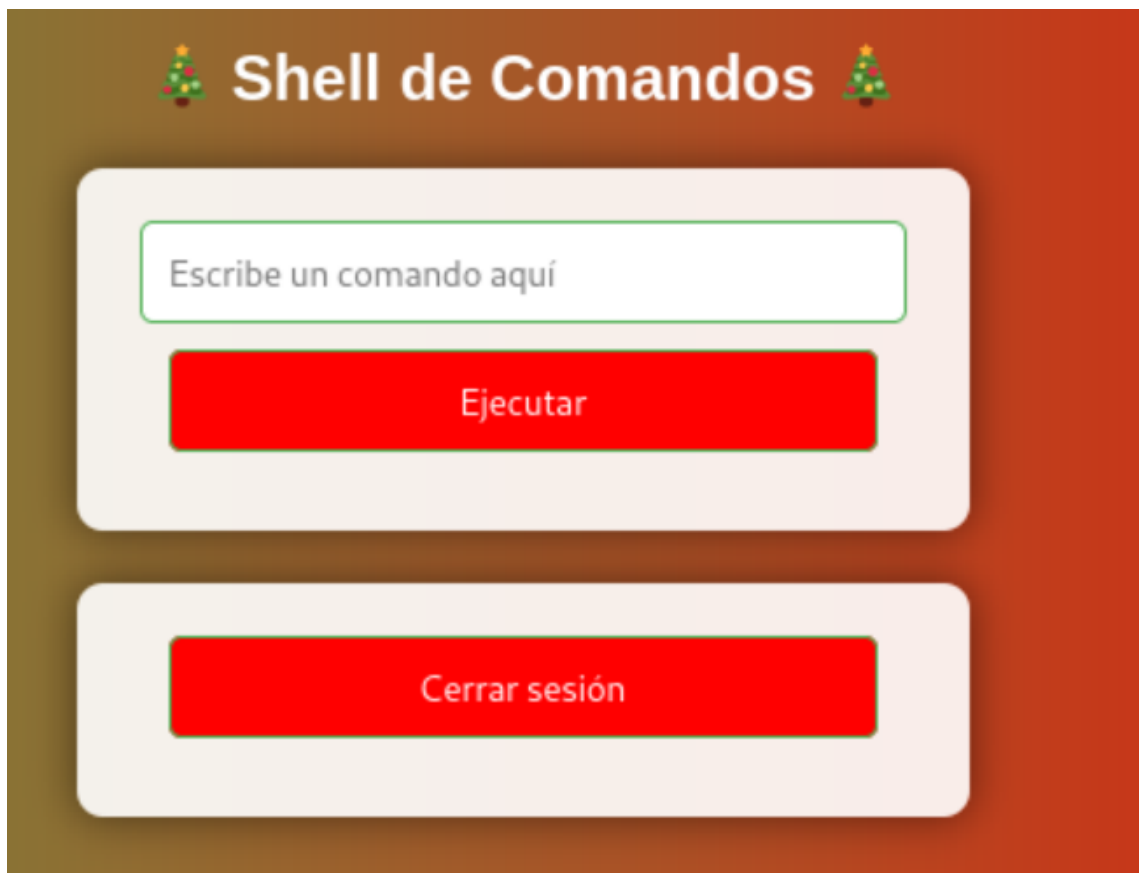 🎄 Shell de Comandos 🎄
Escribe un comando aquí
Ejecutar
Cerrar sesión